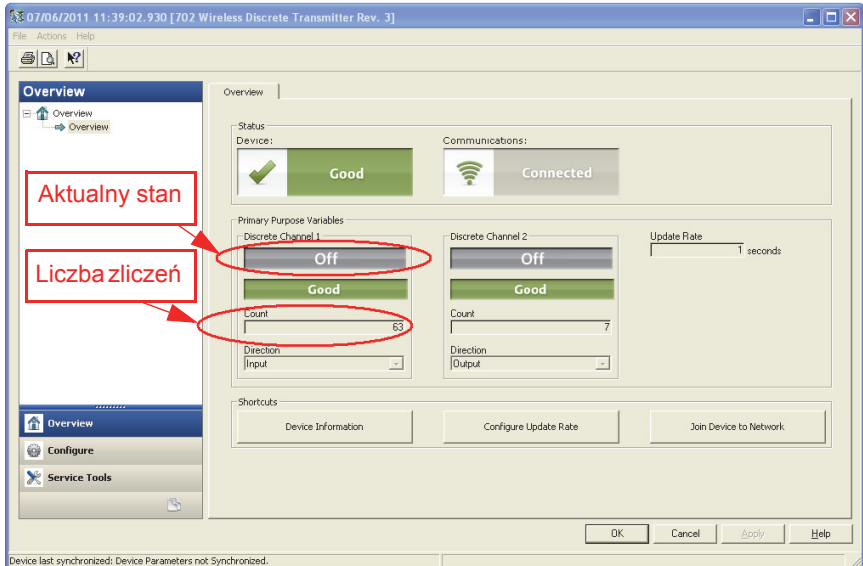 07/06/2011 11:39:02.930 [702 Wireless Discrete Transmitter Rev. 3]
File Actions Help
Overview
Overview
Overview
Aktualny stan
Liczba zliczeń
Overview
Configure
Service Tools
Overview
Status
Device:
Good
Communications:
Connected
Primary Purpose Variables
Discrete Channel 1
Off
Good
Count
63
Direction
Input
Discrete Channel 2
Off
Good
Count
7
Direction
Output
Update Rate
1 seconds
Shortcuts
Device Information
Configure Update Rate
Join Device to Network
OK
Cancel
Apply
Help
Device last synchronized: Device Parameters not Synchronized.